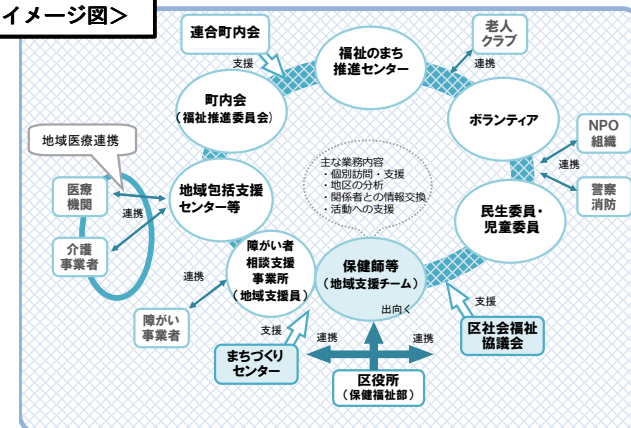 イメージ図>
連合町内会
支援
福祉のまち
推進センター
老人
クラブ
連携
町内会
(福祉推進委員会)
ボランティア
NPO
組織
連携
警察
消防
地域医療連携
医療
機関
連携
介護
事業者
地域包括支援
センター等
主な業務内容
・個別訪問・支援
・地区の分析
・関係者との情報交換
・活動への支援
民生委員・
児童委員
障がい者
相談支援
事業所
(地域支援員)
保健師等
(地域支援チーム)
出向く
連携
障がい
事業者
支援
まちづくり
センター
連携
連携
支援
区社会福祉
協議会
区役所
(保健福祉部)